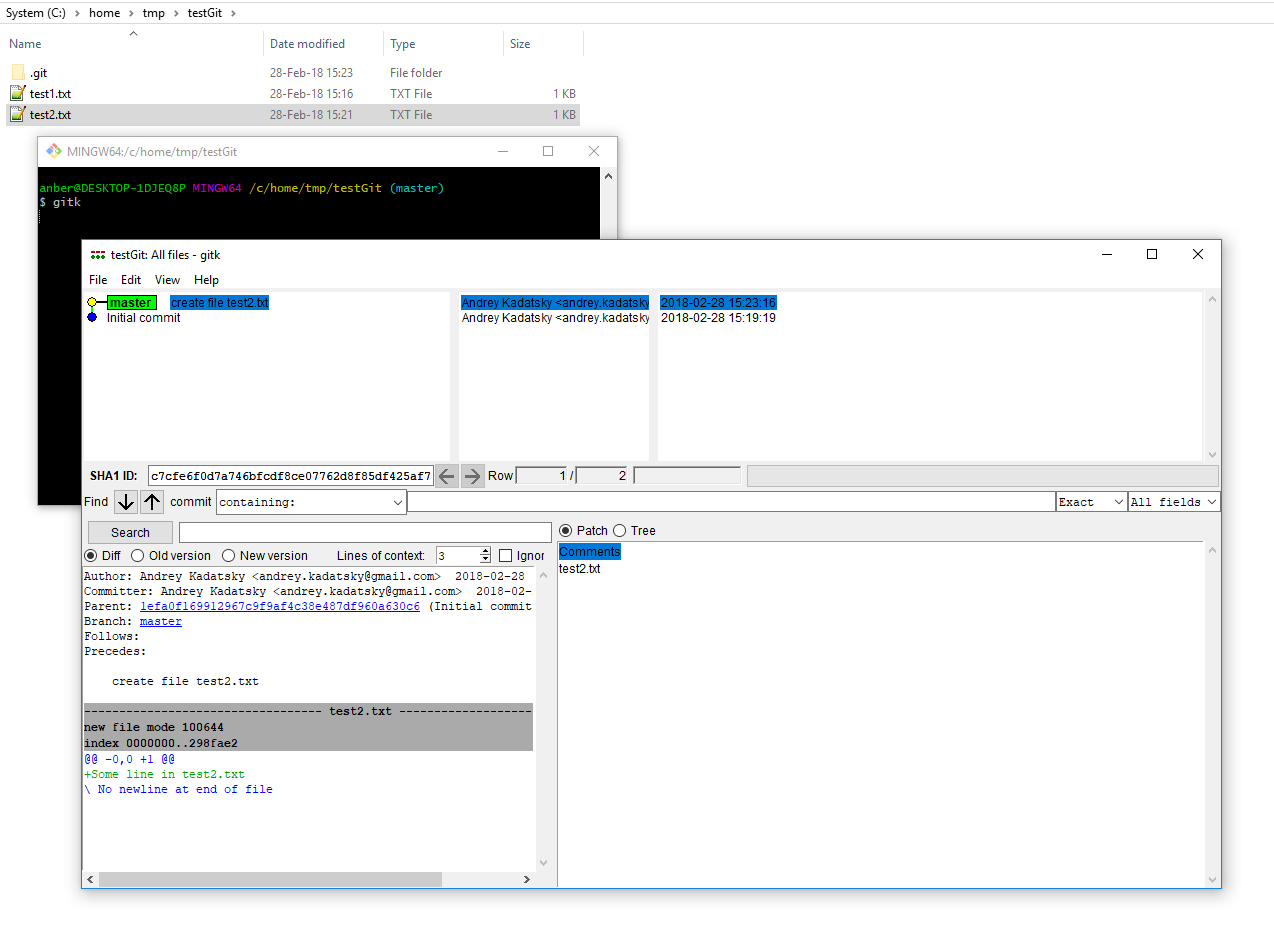 System (C:) › home › tmp › testGit ›
Name Date modified Type Size
.git 28-Feb-18 15:23 File folder
test1.txt 28-Feb-18 15:16 TXT File 1 KB
test2.txt 28-Feb-18 15:21 TXT File 1 KB
MINGW64:/c/home/tmp/testGit
anber@DESKTOP-1DJEQ8P MINGW64 /c/home/tmp/testGit (master)
$ gitk
testGit: All files - gitk
File Edit View Help
master create file test2.txt Andrey Kadatsky <andrey.kadatsky 2018-02-28 15:23:16
Initial commit Andrey Kadatsky <andrey.kadatsky 2018-02-28 15:19:19
SHA1 ID: c7cfe6f0d7a746bfcdf8ce07762d8f85df425af7 Row 1 / 2
Find commit containing: Exact All fields
Search Patch Tree
Diff Old version New version Lines of context: 3 Ignor
Comments
test2.txt
Author: Andrey Kadatsky <andrey.kadatsky@gmail.com> 2018-02-28
Committer: Andrey Kadatsky <andrey.kadatsky@gmail.com> 2018-02-
Parent: 1efa0f169912967c9f9af4c38e487df960a630c6 (Initial commit
Branch: master
Follows:
Precedes:
create file test2.txt
---------------------------------- test2.txt -------------------
new file mode 100644
index 0000000..298fae2
@@ -0,0 +1 @@
+Some line in test2.txt
\ No newline at end of file